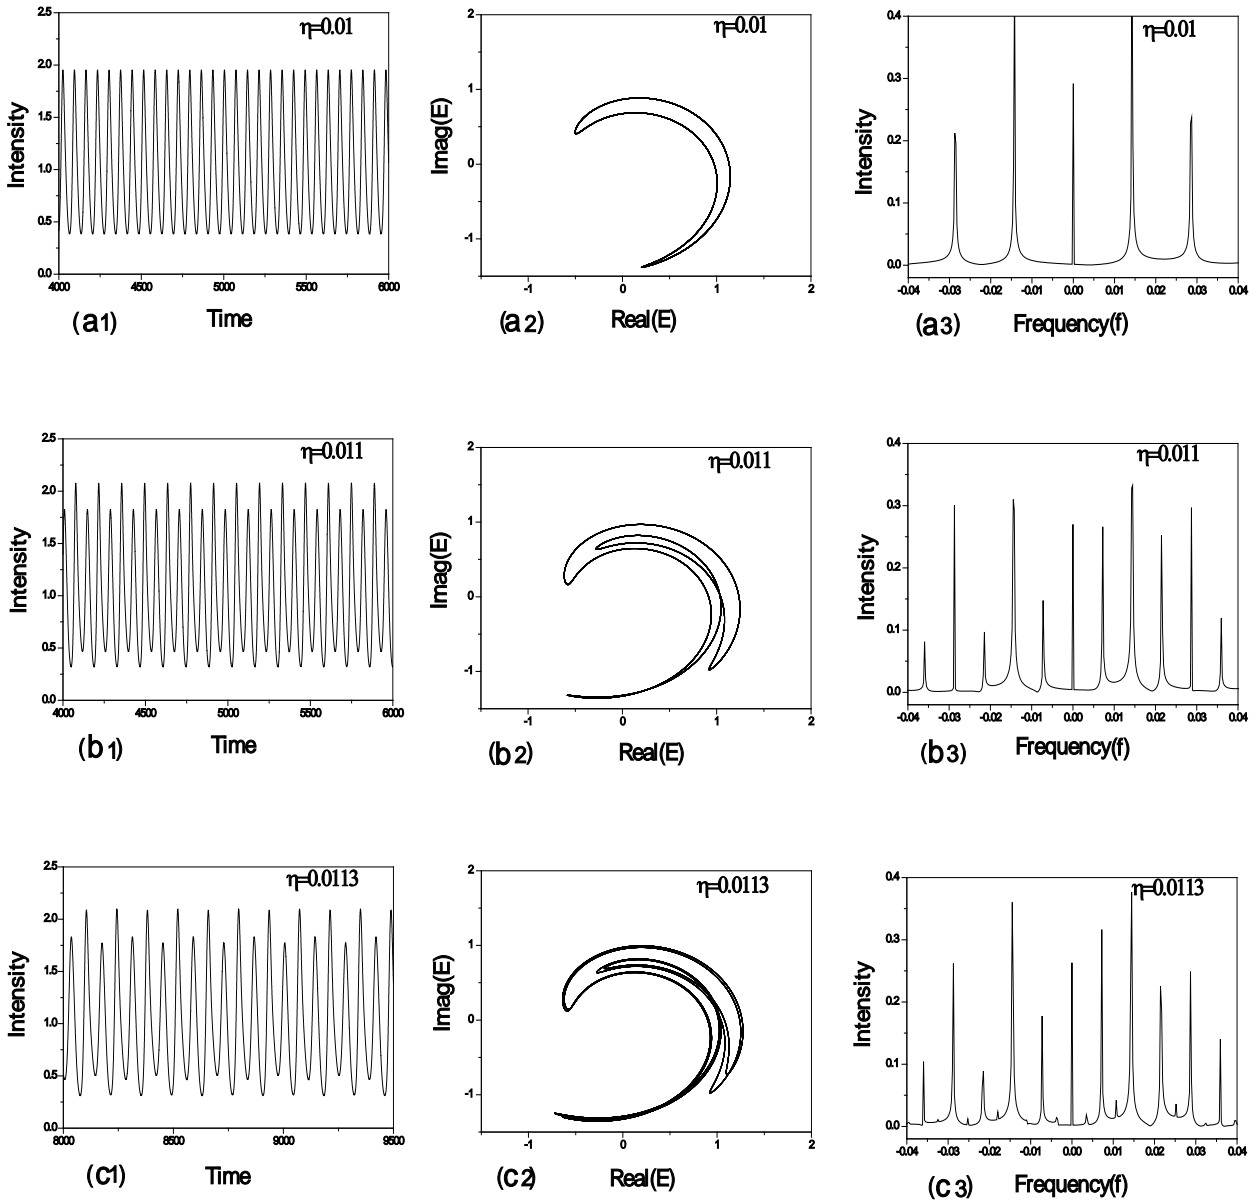 η=0.01
η=0.01
η=0.01
2.5
2.0
1.5
1.0
0.5
0.0
Intensity
4000
4500
5000
5500
6000
(a1)
Time
2
1
0
-1
Imag(E)
-1
0
1
2
(a2)
Real(E)
0.4
0.3
0.2
0.1
0.0
Intensity
-0.04
-0.03
-0.02
-0.01
0.00
0.01
0.02
0.03
0.04
(a3)
Frequency(f)
η=0.011
η=0.011
η=0.011
2.5
2.0
1.5
1.0
0.5
0.0
Intensity
4000
4500
5000
5500
6000
(b1)
Time
2
1
0
-1
Imag(E)
-1
0
1
2
(b2)
Real(E)
0.4
0.3
0.2
0.1
0.0
Intensity
-0.04
-0.03
-0.02
-0.01
0.00
0.01
0.02
0.03
0.04
(b3)
Frequency(f)
η=0.0113
η=0.0113
η=0.0113
2.5
2.0
1.5
1.0
0.5
0.0
Intensity
8000
8500
9000
9500
(c1)
Time
2
1
0
-1
Imag(E)
-1
0
1
2
(c2)
Real(E)
0.4
0.3
0.2
0.1
0.0
Intensity
-0.04
-0.03
-0.02
-0.01
0.00
0.01
0.02
0.03
0.04
(c3)
Frequency(f)